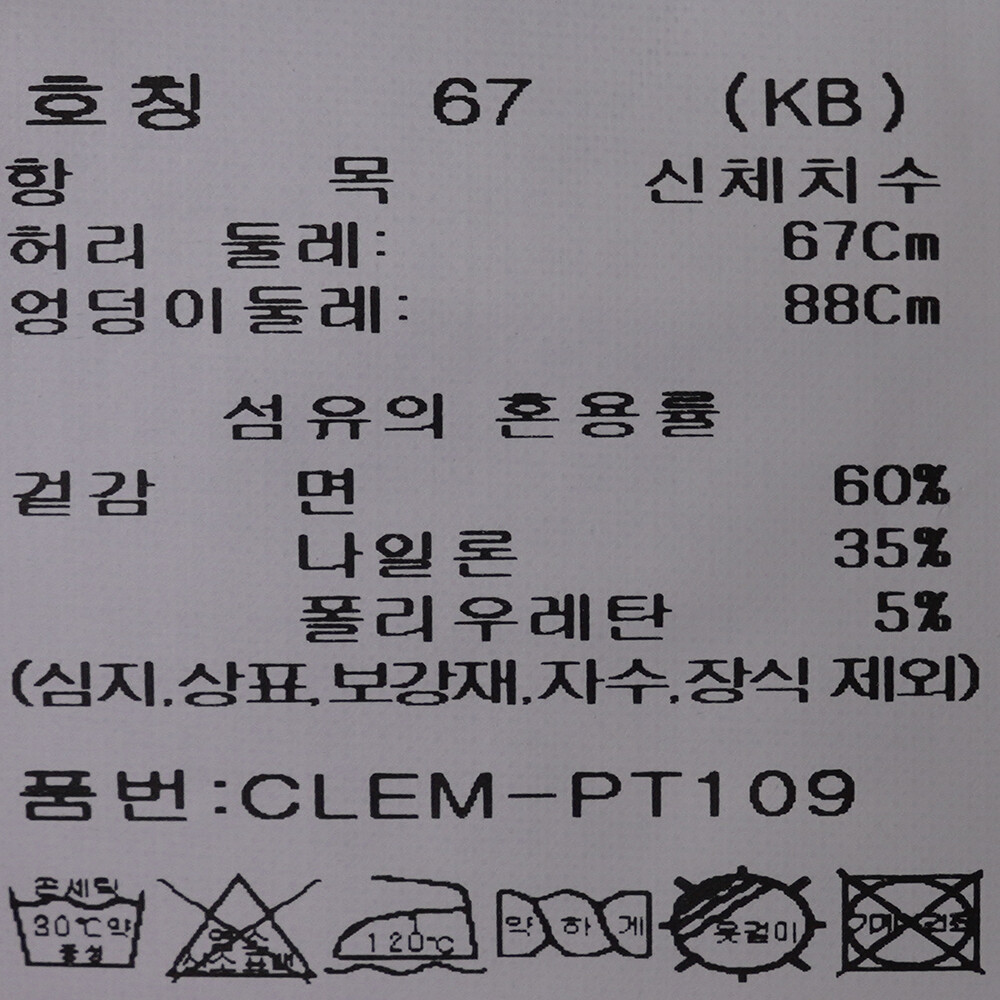 호칭 67 (KB)
항 목 신체치수
허리 둘레: 67Cm
엉덩이둘레: 88Cm
섬유의 혼용률
겉감 면 60%
나일론 35%
폴리우레탄 5%
(심지,상표,보강재,자수,장식 제외)
품번:CLEM-PT109
손세탁
30℃약
중성
염소
산소표백
120℃
약하게
옷걸이
기계건조